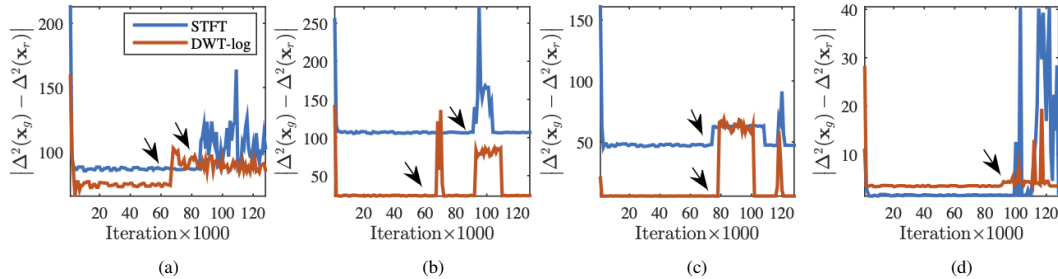 |Δ²(x_g) − Δ²(x_r)|
200
150
100
STFT
DWT-log
20 40 60 80 100 120
Iteration×1000
(a)
|Δ²(x_g) − Δ²(x_r)|
250
200
150
100
50
20 40 60 80 100 120
Iteration×1000
(b)
|Δ²(x_g) − Δ²(x_r)|
150
100
50
20 40 60 80 100 120
Iteration×1000
(c)
|Δ²(x_g) − Δ²(x_r)|
40
30
20
10
20 40 60 80 100 120
Iteration×1000
(d)